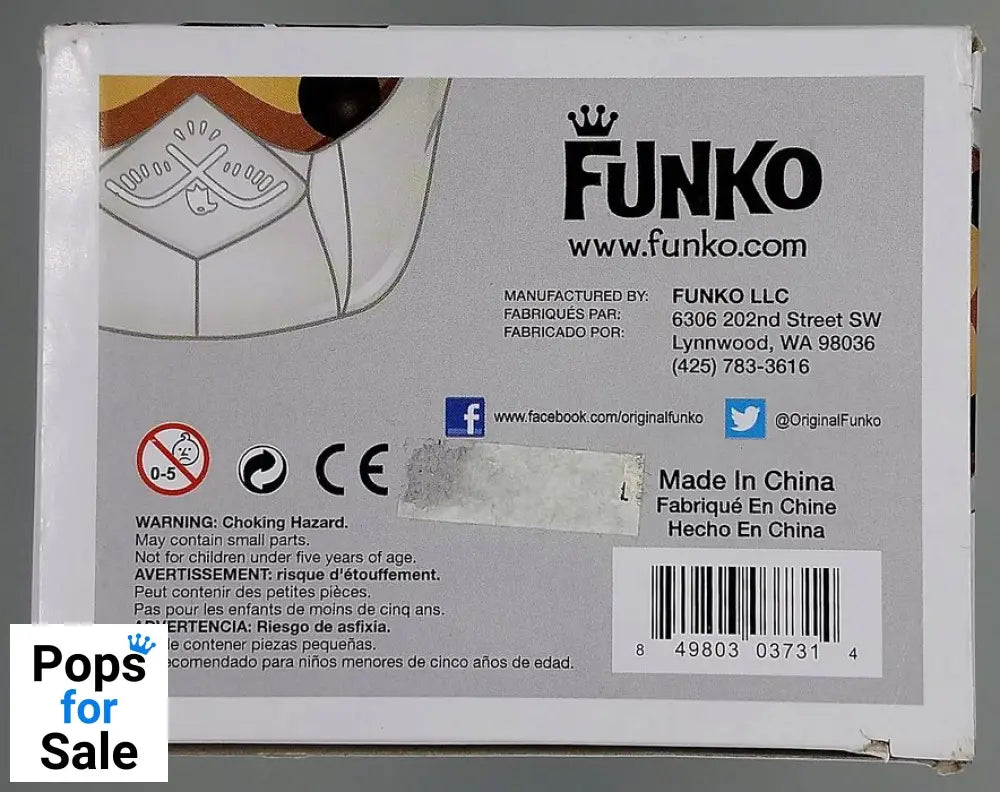 FUNKO
www.funko.com
MANUFACTURED BY:
FABRIQUÉS PAR:
FABRICADO POR:
FUNKO LLC
6306 202nd Street SW
Lynnwood, WA 98036
(425) 783-3616
f www.facebook.com/originalfunko
@OriginalFunko
0-5
CE
Made In China
Fabriqué En Chine
Hecho En China
WARNING: Choking Hazard.
May contain small parts.
Not for children under five years of age.
AVERTISSEMENT: risque d'étouffement.
Peut contenir des petites pièces.
Pas pour les enfants de moins de cinq ans.
ADVERTENCIA: Riesgo de asfixia.
contener piezas pequeñas.
para niños menores de cinco años de edad.
8 49803 03731 4
Pops
for
Sale